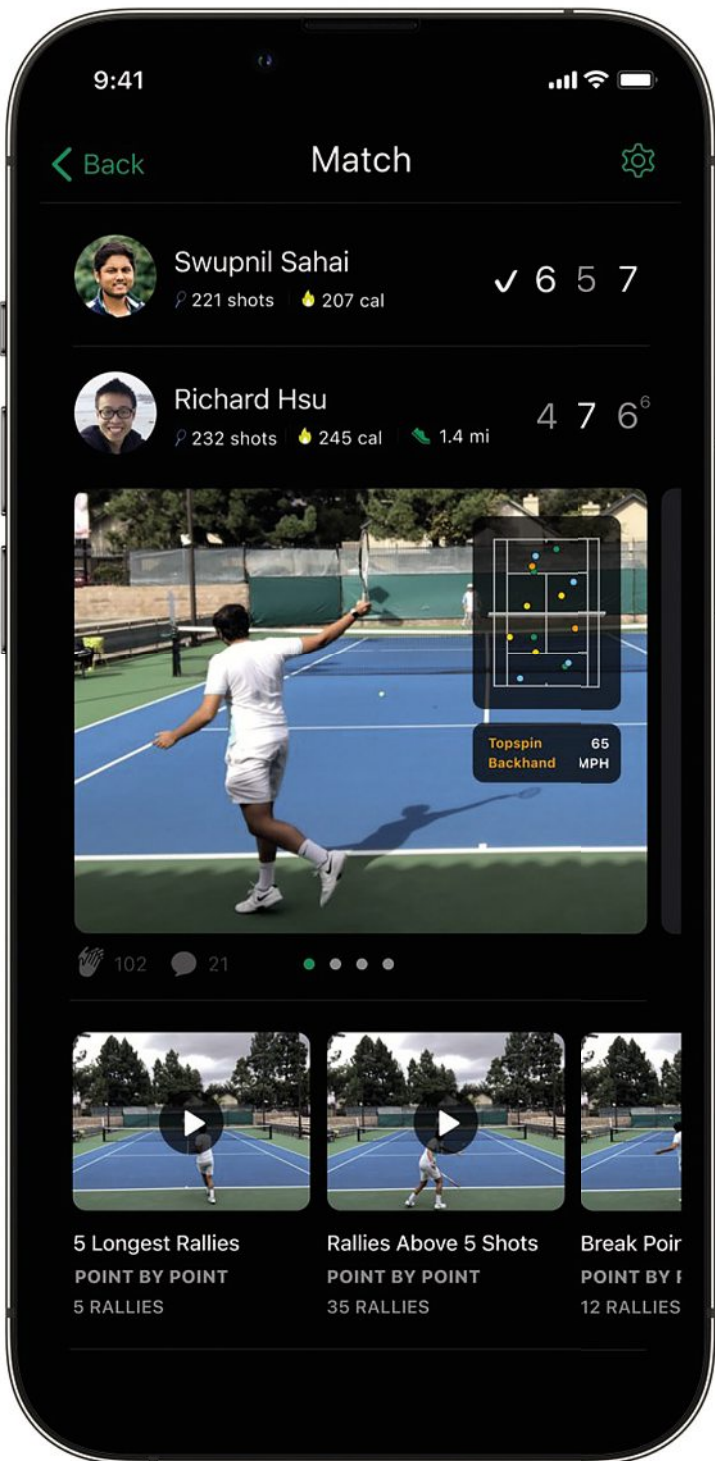 9:41
Back
Match
Swupnil Sahai
221 shots 207 cal
✓ 6 5 7
Richard Hsu
232 shots 245 cal 1.4 mi
4 7 6 6
Topspin 65
Backhand MPH
102 21
5 Longest Rallies
POINT BY POINT
5 RALLIES
Rallies Above 5 Shots
POINT BY POINT
35 RALLIES
Break Poin
POINT BY P
12 RALLIES